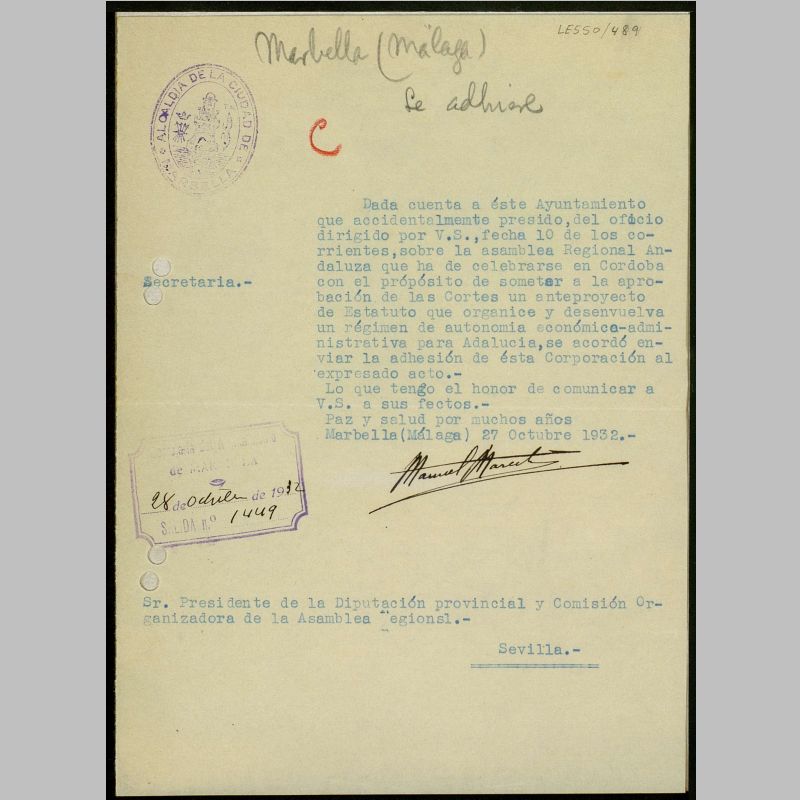 LE550/489
Marbella (Málaga)
Se adhiere
C
ALCALDIA DE LA CIUDAD DE MARBELLA
Dada cuenta a éste Ayuntamiento
que accidentalmemte presido,del oficio
dirigido por V.S.,fecha 10 de los co-
rrientes,sobre la asamblea Regional An-
daluza que ha de celebrarse en Cordoba
con el própósito de someter a la apro-
bación de las Cortes un anteproyecto
de Estatuto que organice y desenvuelva
un régimen de autonomia económica-admi-
nistrativa para Adalucia,se acordó en-
viar la adhesión de ésta Corporación al
expresado acto.-
Secretaria.-
Lo que tengo el honor de comunicar a
V.S. a sus fectos.-
Paz y salud por muchos años
Marbella(Málaga) 27 Octubre 1932.-
Manuel
de MAR LA
28 de Octubre de 1932
SALIDA N.º 1449
Sr. Presidente de la Diputación provincial y Comisión Or-
ganizadora de la Asamblea egionsl.-
Sevilla.-